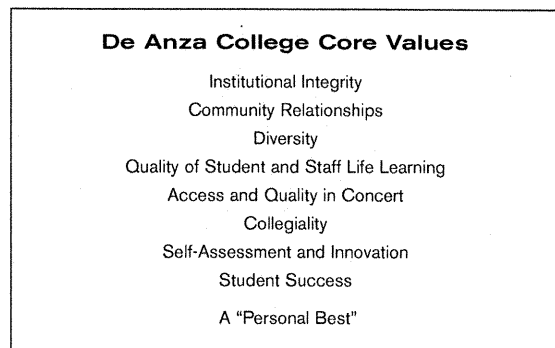 De Anza College Core Values
Institutional Integrity
Community Relationships
Diversity
Quality of Student and Staff Life Learning
Access and Quality in Concert
Collegiality
Self-Assessment and Innovation
Student Success
A "Personal Best"